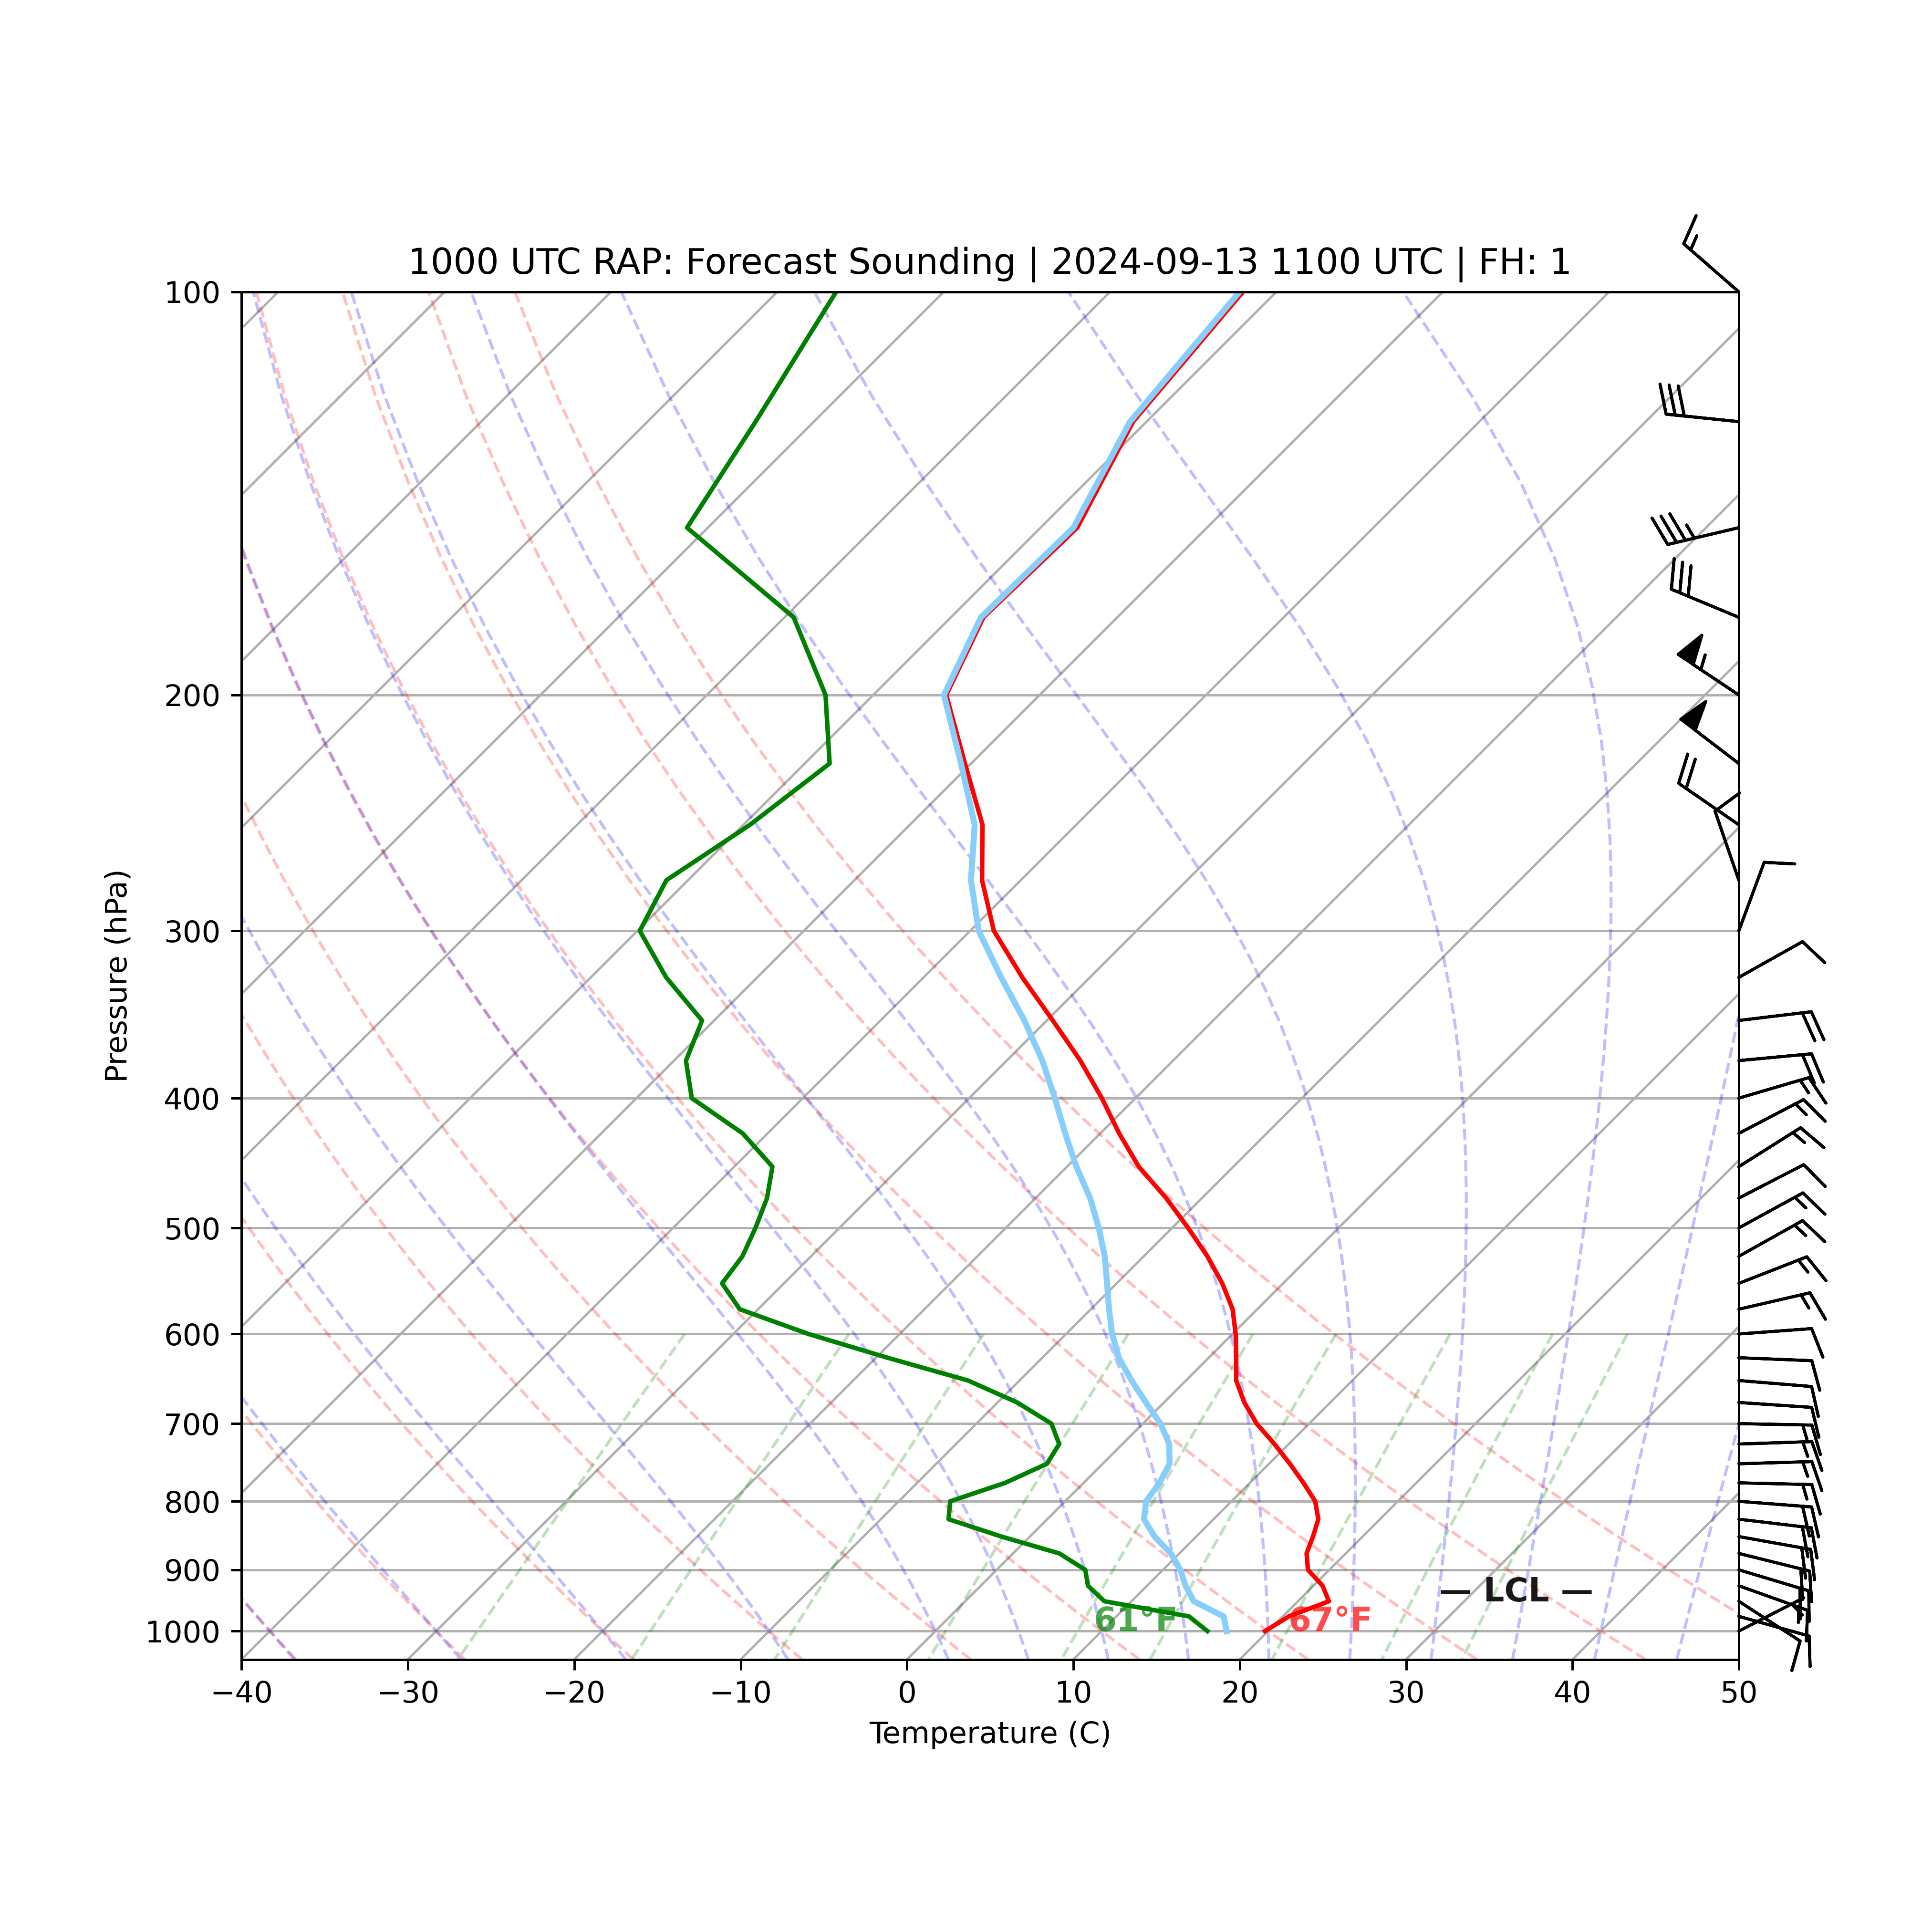 1000 UTC RAP: Forecast Sounding | 2024-09-13 1100 UTC | FH: 1
100
200
300
400
500
600
700
800
900
1000
Pressure (hPa)
— LCL —
61°F
67°F
−40 −30 −20 −10 0 10 20 30 40 50
Temperature (C)